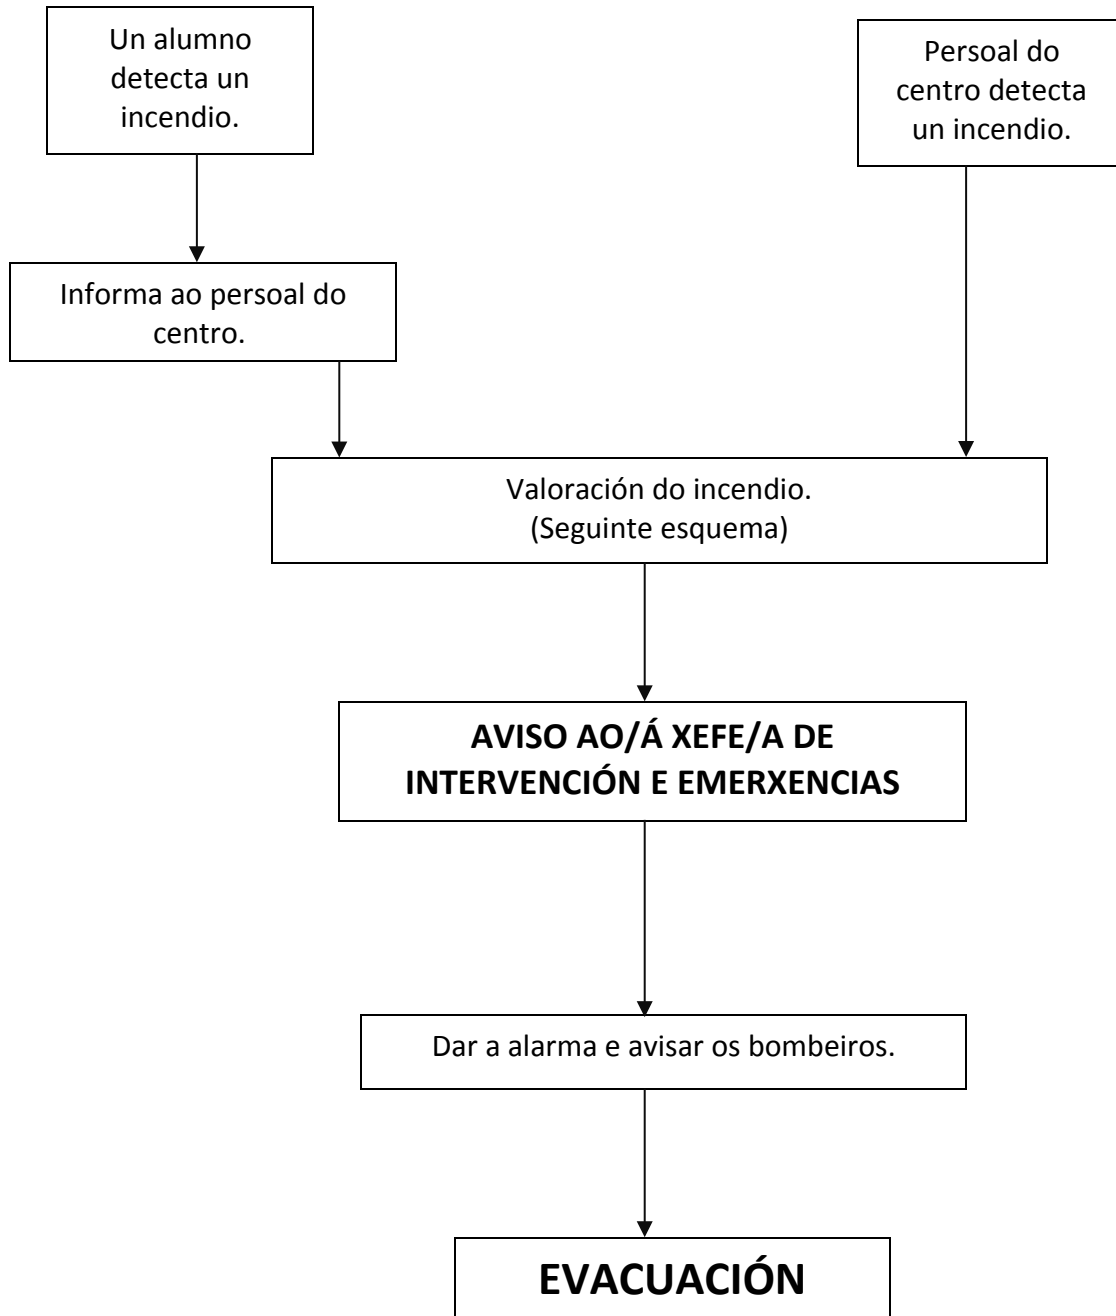 Un alumno
detecta un
incendio.
Persoal do
centro detecta
un incendio.
Informa ao persoal do
centro.
Valoración do incendio.
(Seguinte esquema)
AVISO AO/Á XEFE/A DE
INTERVENCIÓN E EMERXENCIAS
Dar a alarma e avisar os bombeiros.
EVACUACIÓN